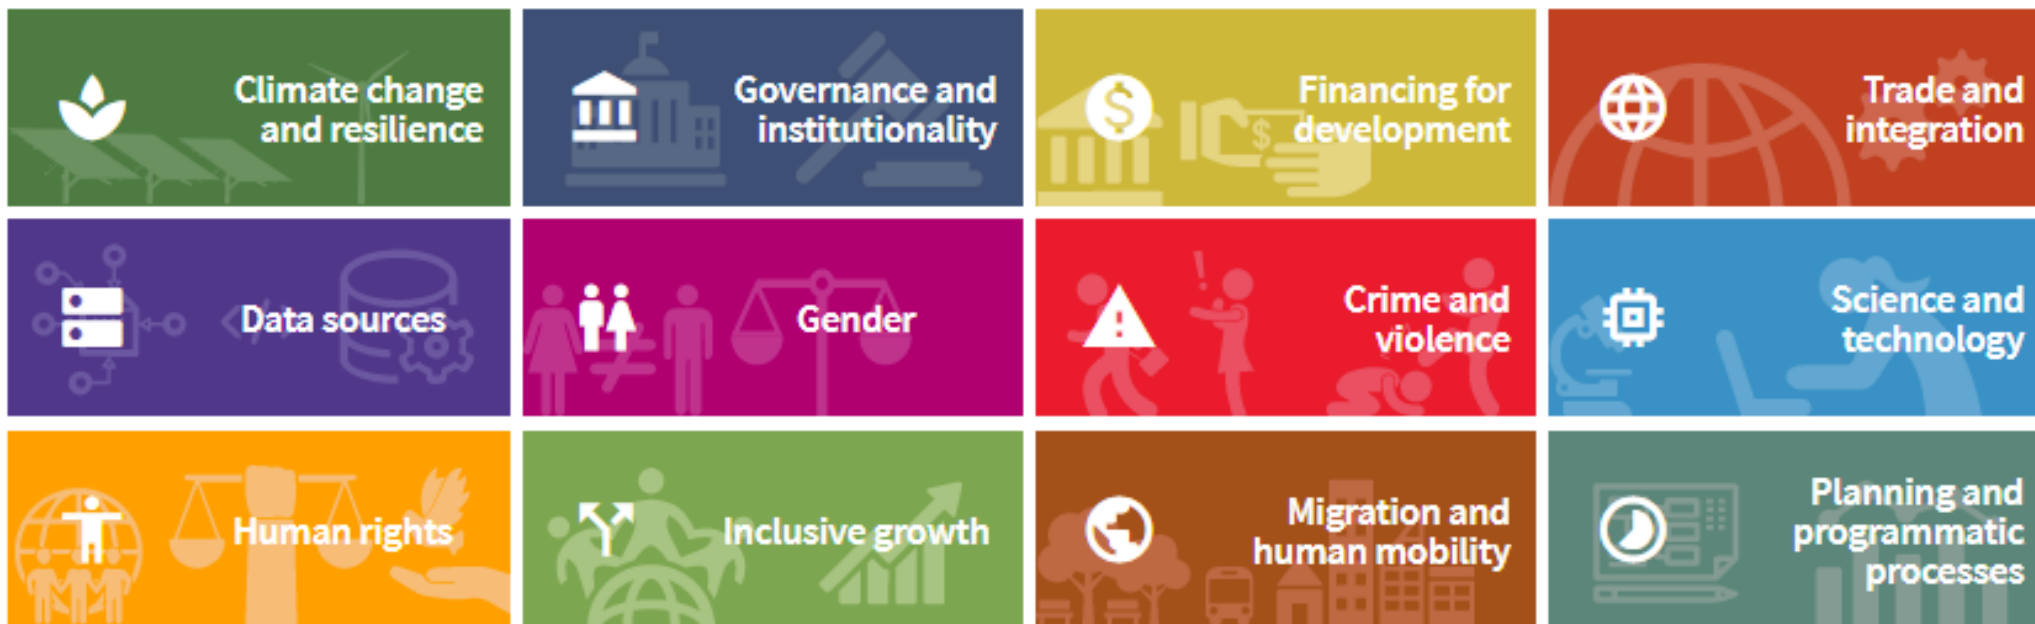 Climate change
and resilience
Governance and
institutionality
Financing for
development
Trade and
integration
Data sources
Gender
Crime and
violence
Science and
technology
Human rights
Inclusive growth
Migration and
human mobility
Planning and
programmatic
processes